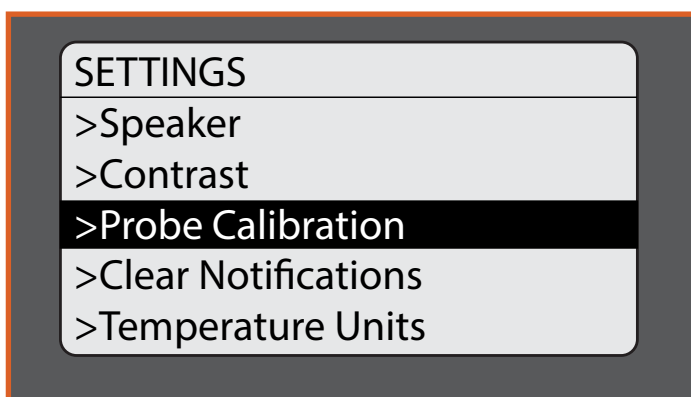 SETTINGS
>Speaker
>Contrast
>Probe Calibration
>Clear Notifications
>Temperature Units